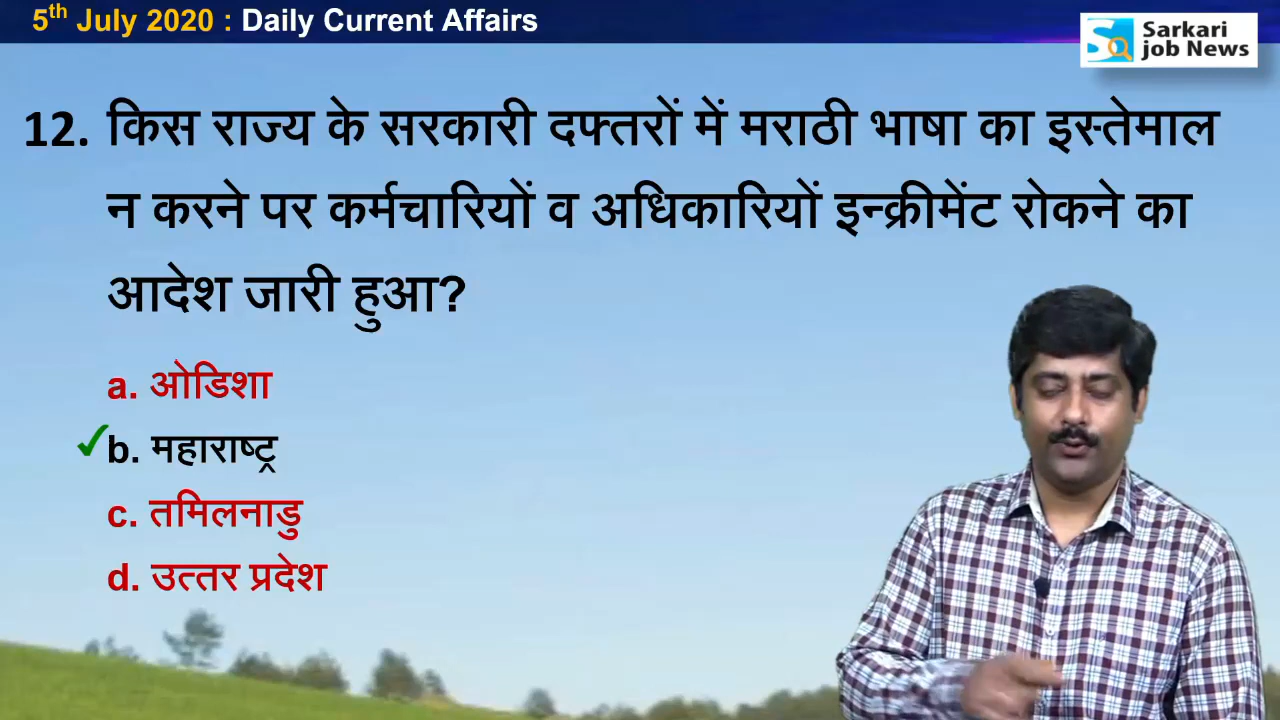 5th July 2020 : Daily Current Affairs
Sarkari
job News
12. किस राज्य के सरकारी दफ्तरों में मराठी भाषा का इस्तेमाल
न करने पर कर्मचारियों व अधिकारियों इन्क्रीमेंट रोकने का
आदेश जारी हुआ?
a. ओडिशा
b. महाराष्ट्र
c. तमिलनाडु
d. उत्तर प्रदेश